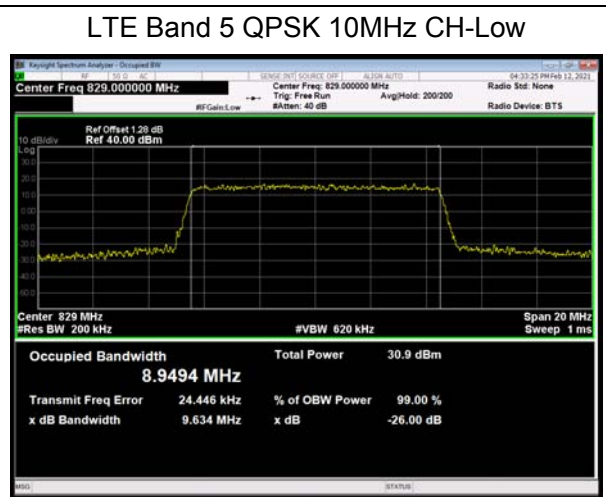 LTE Band 5 QPSK 10MHz CH-Low
Keysight Spectrum Analyzer - Occupied BW
RF 50 Ω AC SENSE:INT SOURCE OFF ALIGN AUTO 04:33:25 PM Feb 12, 2021
Center Freq 829.000000 MHz Center Freq: 829.000000 MHz Radio Std: None
Trig: Free Run Avg|Hold: 200/200
#IFGain:Low #Atten: 40 dB Radio Device: BTS
Ref Offset 1.28 dB
10 dB/div Ref 40.00 dBm
Log
30.0
20.0
10.0
0.00
-10.0
-20.0
-30.0
-40.0
-50.0
Center 829 MHz Span 20 MHz
#Res BW 200 kHz #VBW 620 kHz Sweep 1 ms
Occupied Bandwidth Total Power 30.9 dBm
8.9494 MHz
Transmit Freq Error 24.446 kHz % of OBW Power 99.00 %
x dB Bandwidth 9.634 MHz x dB -26.00 dB
MSG STATUS